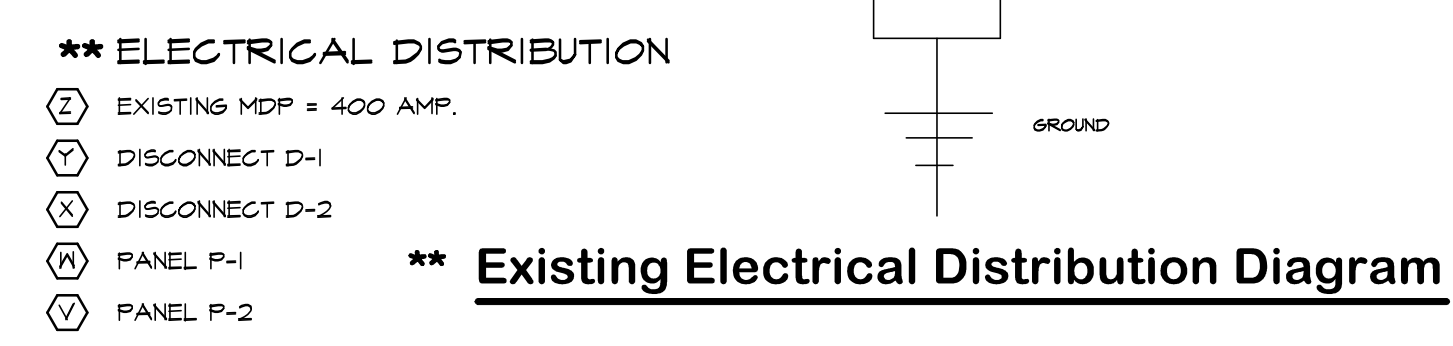 ** ELECTRICAL DISTRIBUTION
Z EXISTING MDP = 400 AMP.
Y DISCONNECT D-1
X DISCONNECT D-2
W PANEL P-1
V PANEL P-2
GROUND
** Existing Electrical Distribution Diagram